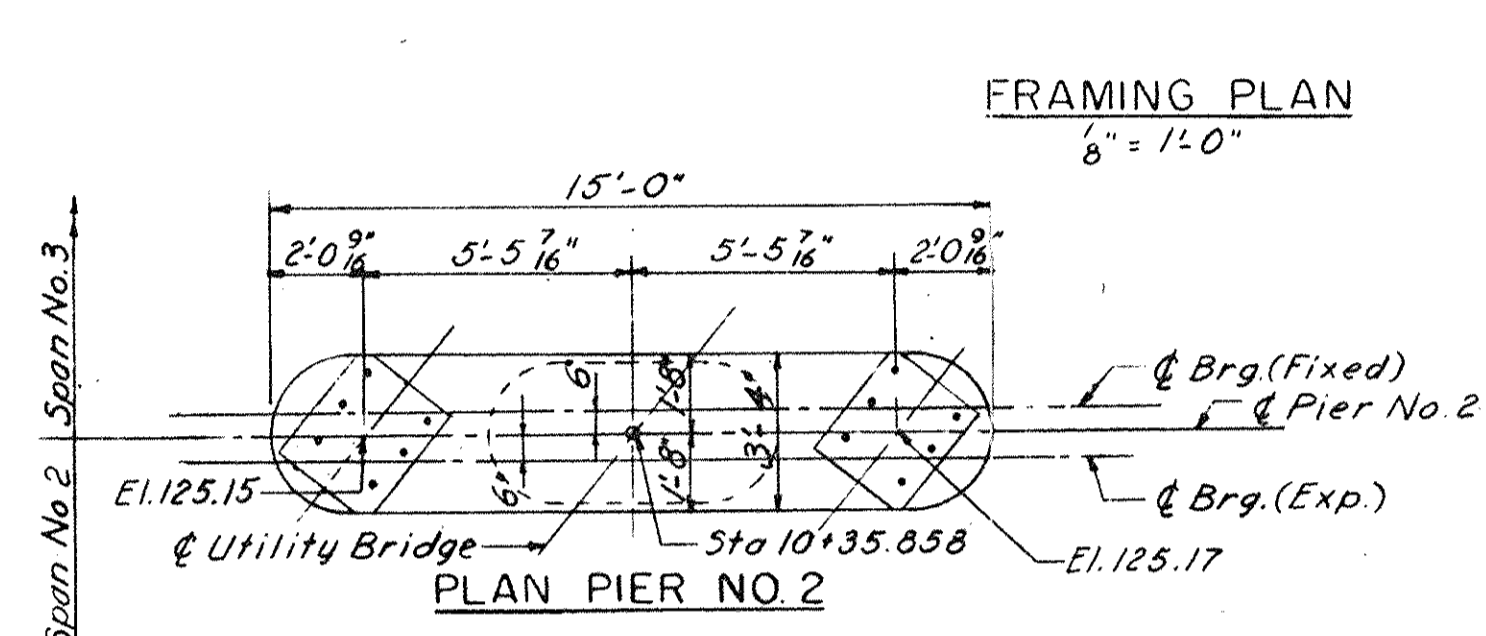 FRAMING PLAN
1/8" = 1'-0"
15'-0"
2'-0 9/16" 5'-5 7/16" 5'-5 7/16" 2'-0 9/16"
Span No. 3
Span No 2
6"
1'-8"
3'-4"
6"
1'-8"
℄ Brg. (Fixed)
℄ Pier No. 2
℄ Brg. (Exp.)
El. 125.15
℄ Utility Bridge
Sta 10+35.858
El. 125.17
PLAN PIER NO. 2